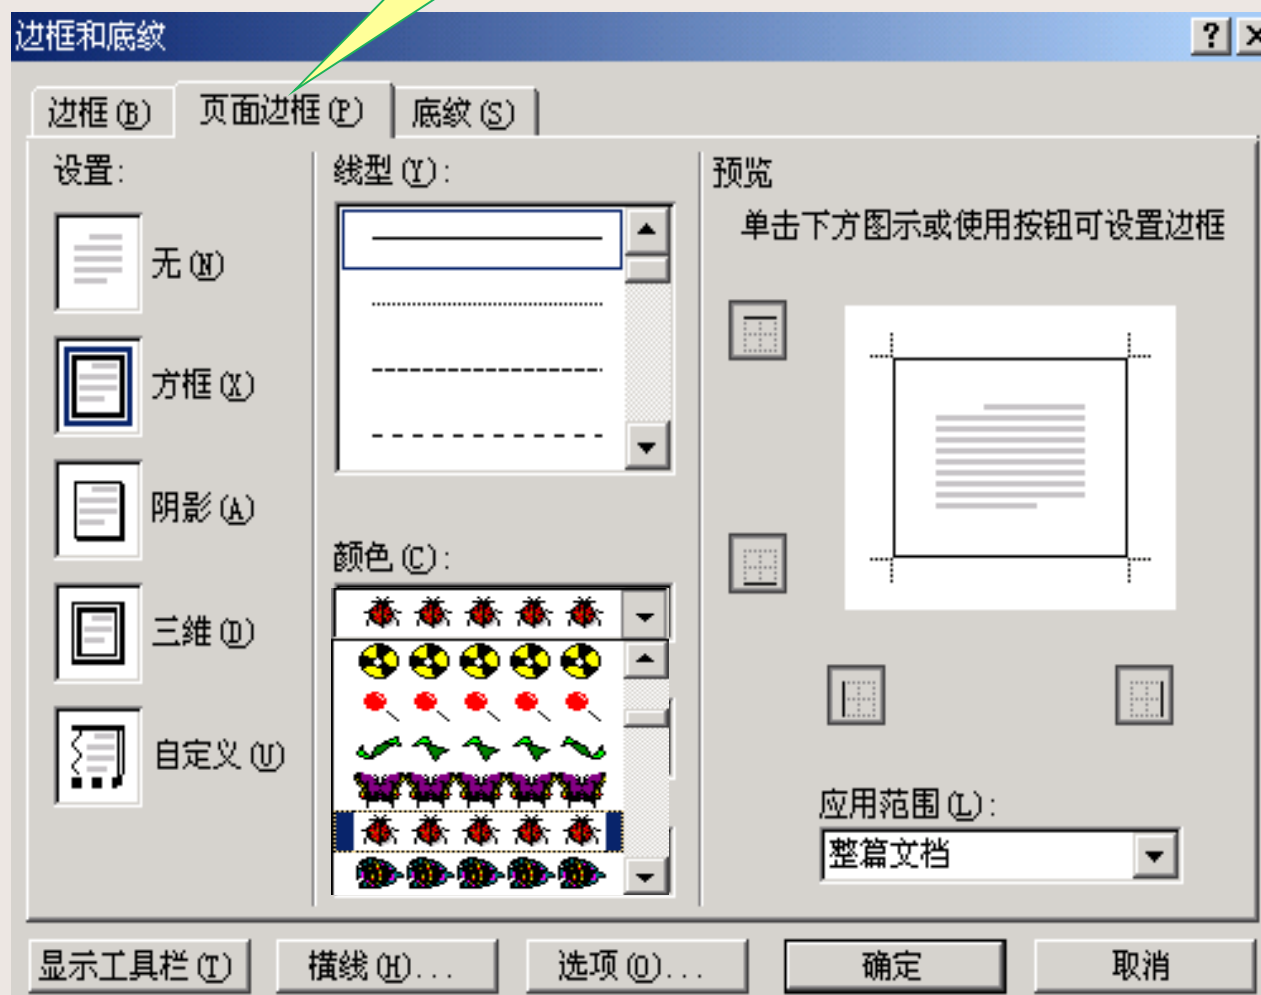 边框和底纹
边框(B) 页面边框(P) 底纹(S)
设置:
无(N)
方框(X)
阴影(A)
三维(D)
自定义(U)
线型(Y):
颜色(C):
预览
单击下方图示或使用按钮可设置边框
应用范围(L):
整篇文档
显示工具栏(T) 横线(H)... 选项(O)... 确定 取消